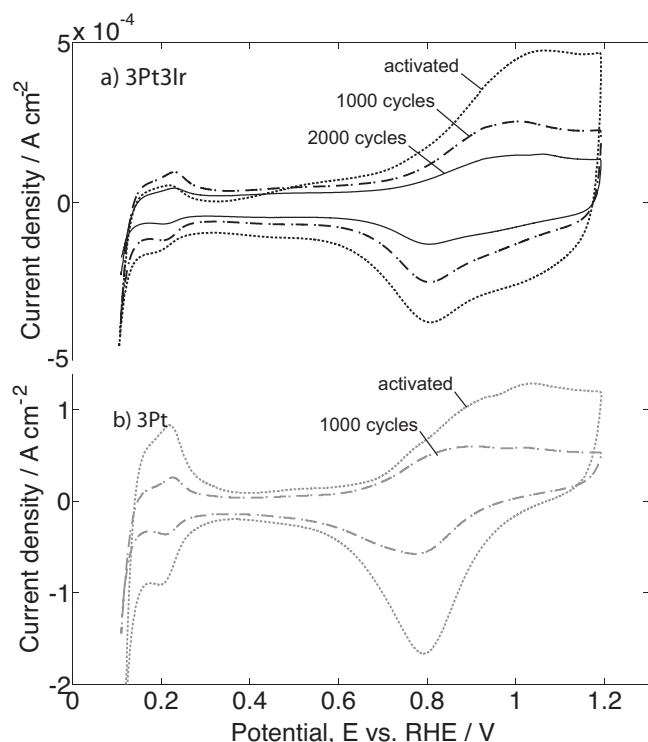 5 x 10-4
a) 3Pt3Ir
activated
1000 cycles
2000 cycles
0
-5
Current density / A cm-2
b) 3Pt
activated
1000 cycles
1
0
-1
-2
Current density / A cm-2
0 0.2 0.4 0.6 0.8 1 1.2
Potential, E vs. RHE / V